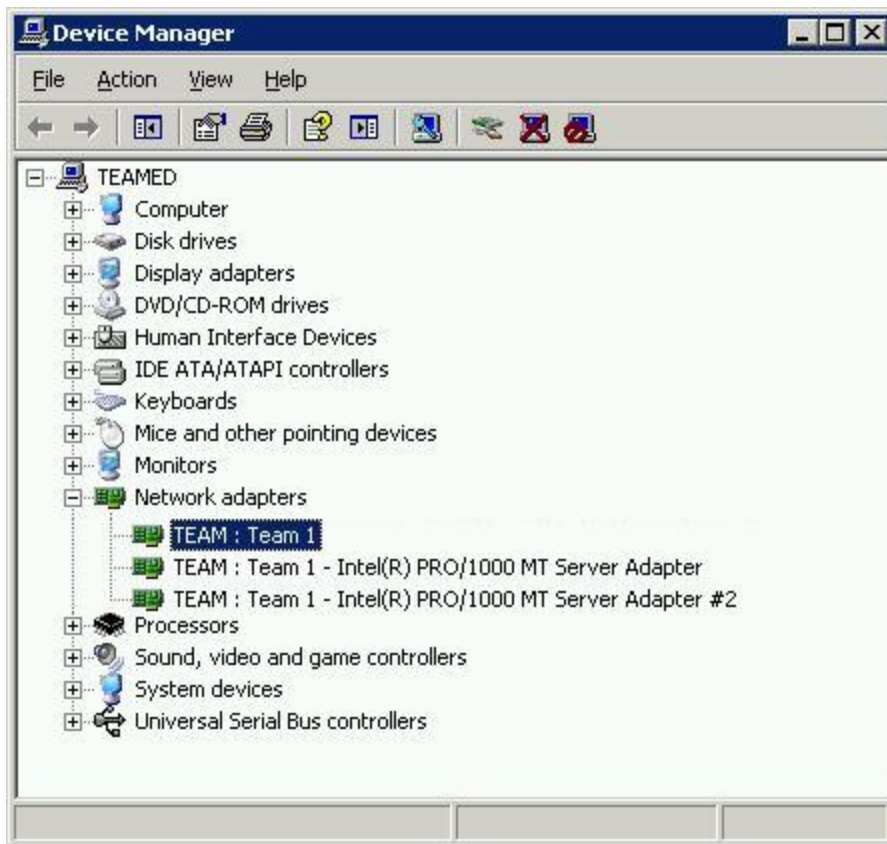 Device Manager
File Action View Help
TEAMED
Computer
Disk drives
Display adapters
DVD/CD-ROM drives
Human Interface Devices
IDE ATA/ATAPI controllers
Keyboards
Mice and other pointing devices
Monitors
Network adapters
TEAM : Team 1
TEAM : Team 1 - Intel(R) PRO/1000 MT Server Adapter
TEAM : Team 1 - Intel(R) PRO/1000 MT Server Adapter #2
Processors
Sound, video and game controllers
System devices
Universal Serial Bus controllers